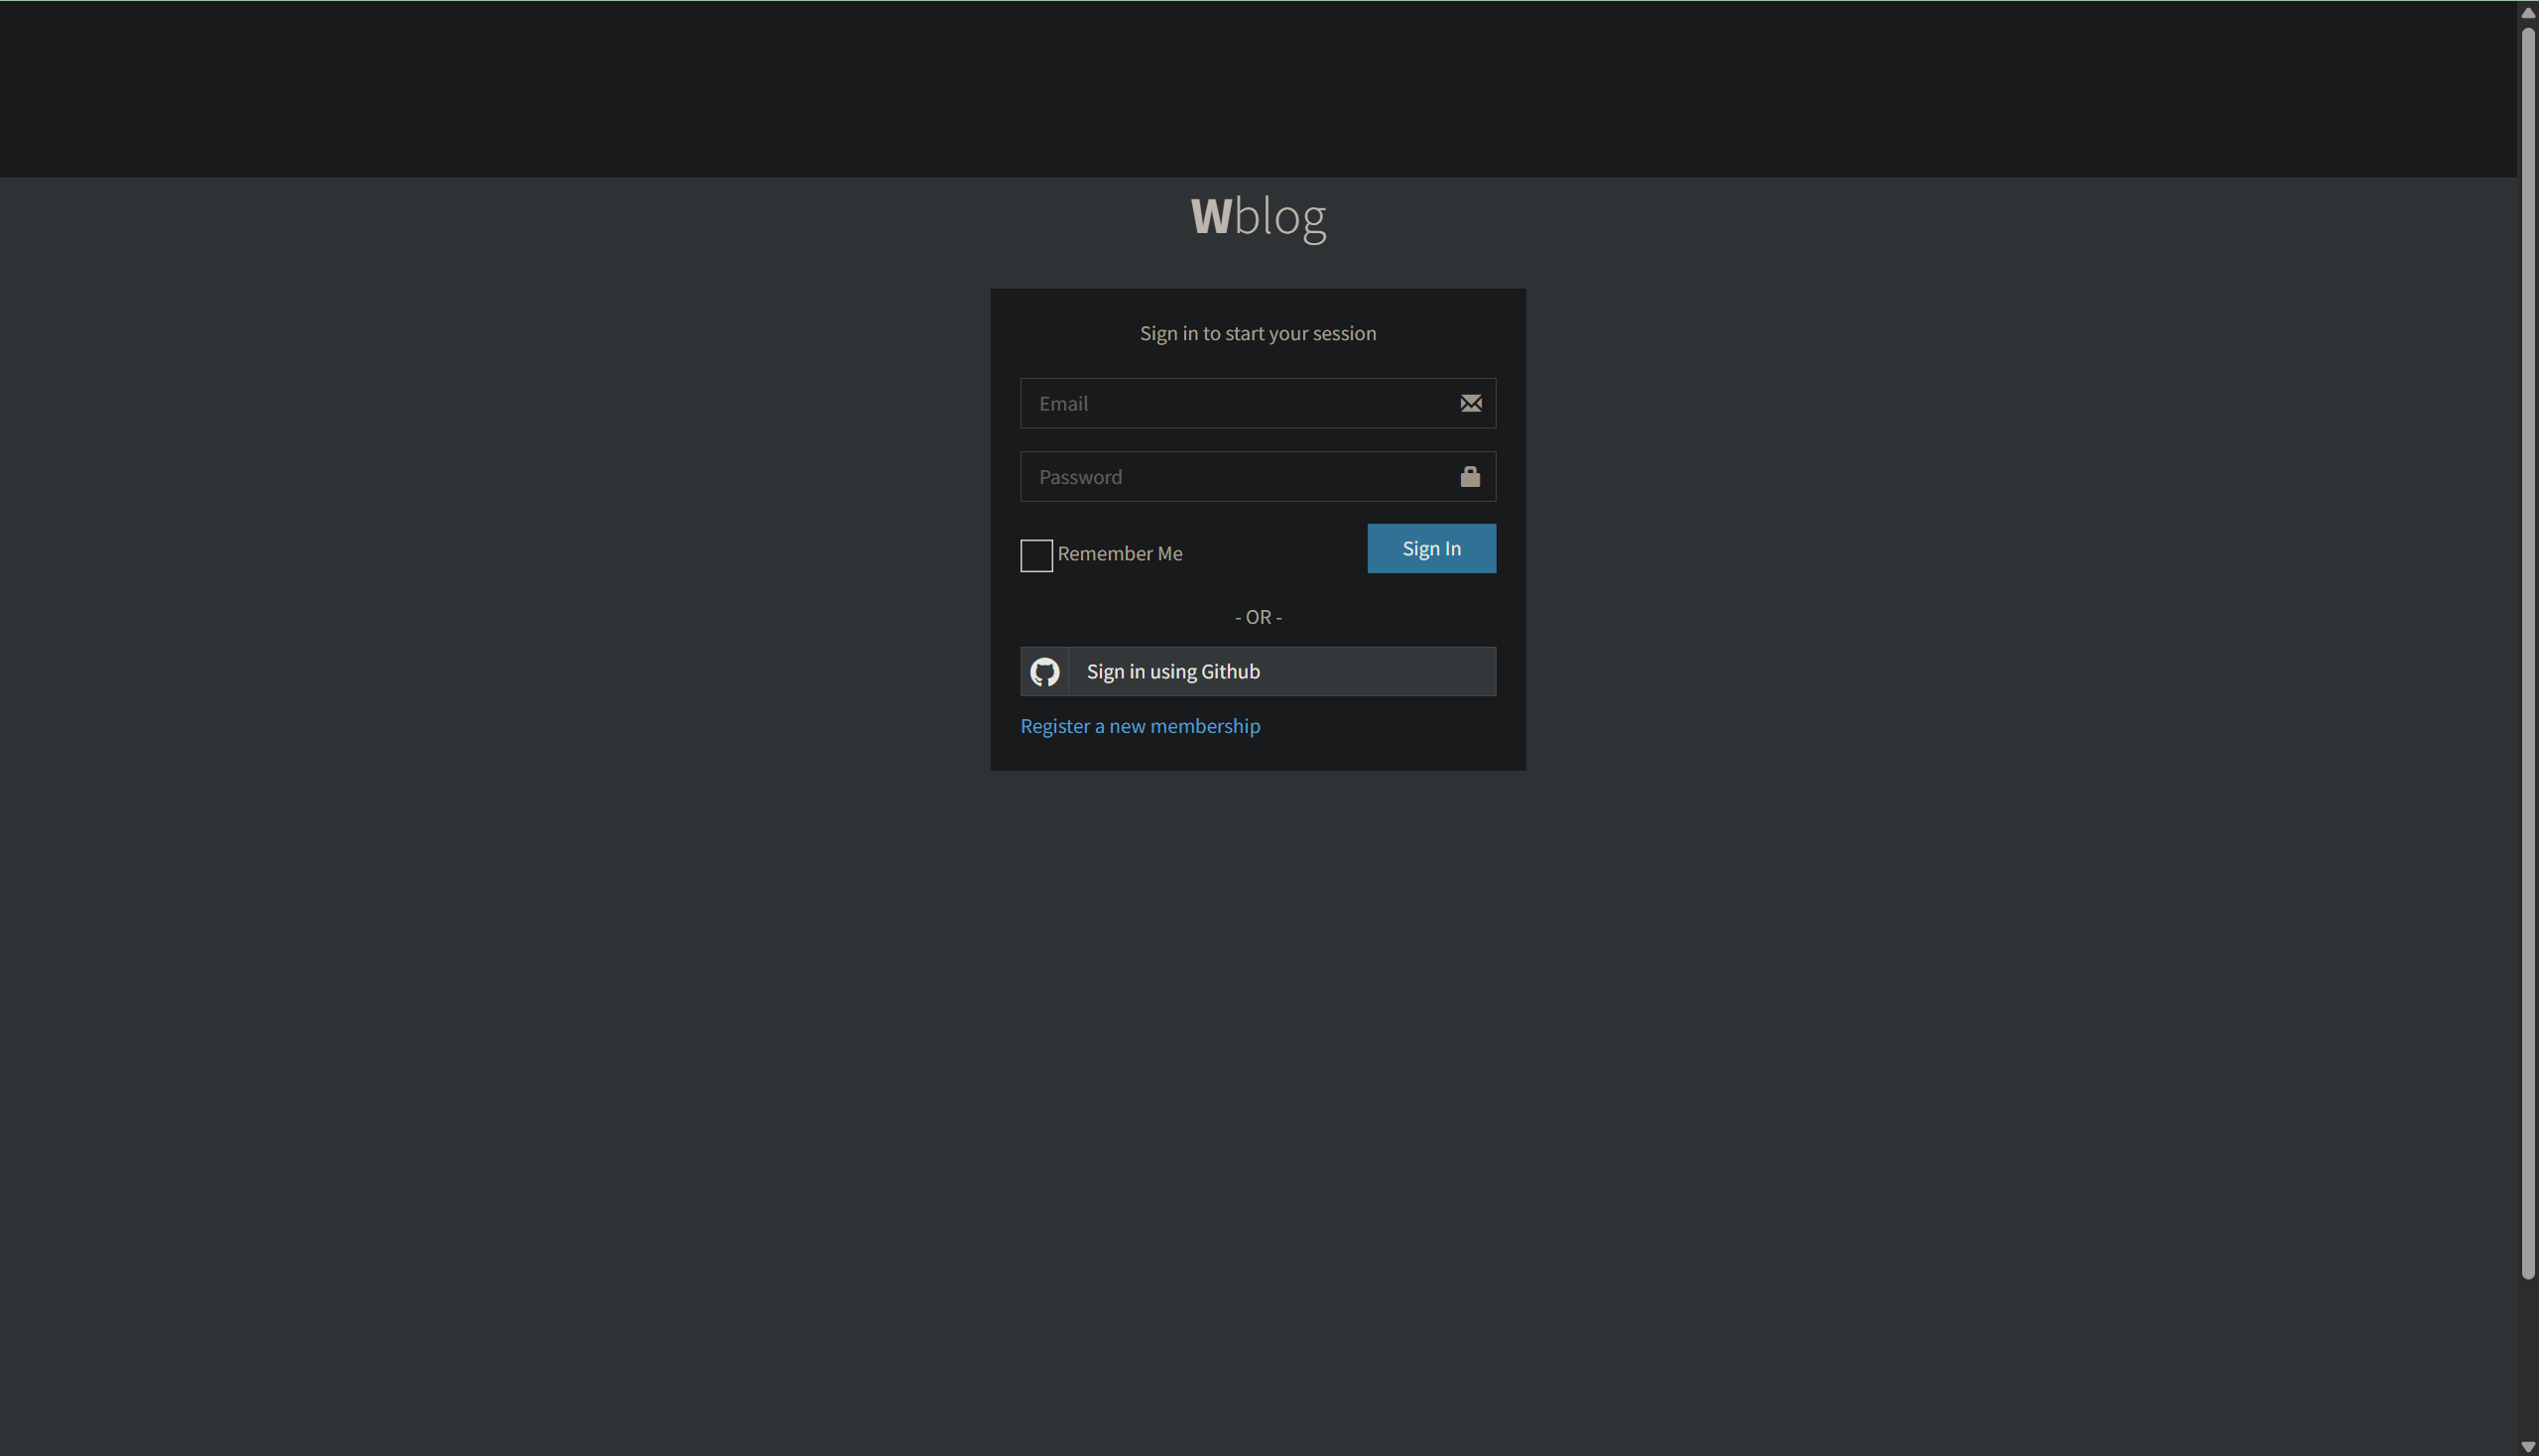 Wblog
Sign in to start your session
Email
Password
Remember Me
Sign In
- OR -
Sign in using Github
Register a new membership